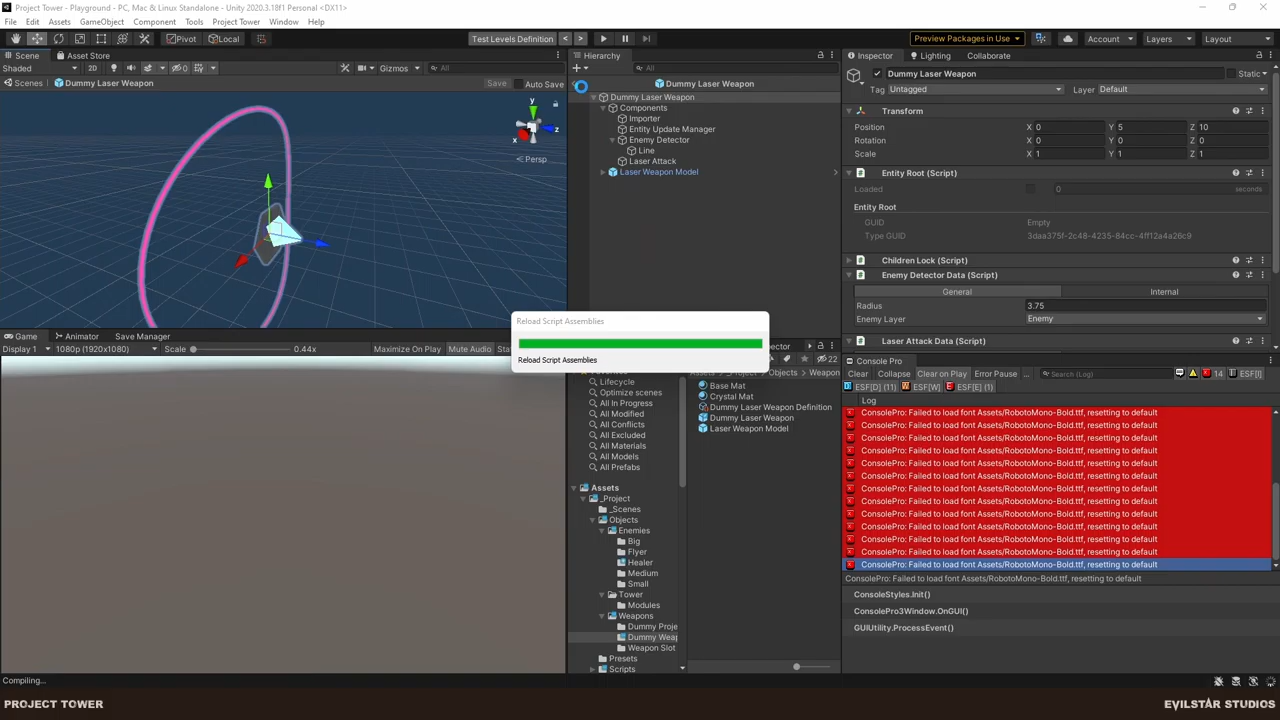 Project Tower - Playground - PC, Mac & Linux Standalone - Unity 2020.3.18f1 Personal <DX11>
File Edit Assets GameObject Component Tools Project Tower Window Help
Pivot Local Test Levels Definition < > Preview Packages in Use Account Layers Layout
Scene Asset Store
Shaded 2D 0 Gizmos All
Scenes Dummy Laser Weapon Save Auto Save
y
z
x
Persp
Hierarchy
All
Dummy Laser Weapon
Dummy Laser Weapon
Components
Importer
Entity Update Manager
Enemy Detector
Line
Laser Attack
Laser Weapon Model
Inspector Lighting Collaborate
Dummy Laser Weapon Static
Tag Untagged Layer Default
Transform
Position X 0 Y 5 Z 10
Rotation X 0 Y 0 Z 0
Scale X 1 Y 1 Z 1
Entity Root (Script)
Loaded 0 seconds
Entity Root
GUID Empty
Type GUID 3daa375f-2c48-4235-84cc-4ff12a4a26c9
Children Lock (Script)
Enemy Detector Data (Script)
General Internal
Radius 3.75
Enemy Layer Enemy
Laser Attack Data (Script)
Reload Script Assemblies
Reload Script Assemblies
Game Animator Save Manager
Display 1 1080p (1920x1080) Scale 0.44x Maximize On Play Mute Audio
22
Assets _Project Objects Weapon
Lifecycle
Optimize scenes
All In Progress
All Modified
All Conflicts
All Excluded
All Materials
All Models
All Prefabs
Assets
_Project
_Scenes
Objects
Enemies
Big
Flyer
Healer
Medium
Small
Tower
Modules
Weapons
Dummy Proje
Dummy Weap
Weapon Slot
Presets
Scripts
Base Mat
Crystal Mat
Dummy Laser Weapon Definition
Dummy Laser Weapon
Laser Weapon Model
Console Pro
Clear Collapse Clear on Play Error Pause ... Search (Log) 14 ESF[I]
ESF[D] (11) ESF[W] ESF[E] (1)
Log
ConsolePro: Failed to load font Assets/RobotoMono-Bold.ttf, resetting to default
ConsolePro: Failed to load font Assets/RobotoMono-Bold.ttf, resetting to default
ConsolePro: Failed to load font Assets/RobotoMono-Bold.ttf, resetting to default
ConsolePro: Failed to load font Assets/RobotoMono-Bold.ttf, resetting to default
ConsolePro: Failed to load font Assets/RobotoMono-Bold.ttf, resetting to default
ConsolePro: Failed to load font Assets/RobotoMono-Bold.ttf, resetting to default
ConsolePro: Failed to load font Assets/RobotoMono-Bold.ttf, resetting to default
ConsolePro: Failed to load font Assets/RobotoMono-Bold.ttf, resetting to default
ConsolePro: Failed to load font Assets/RobotoMono-Bold.ttf, resetting to default
ConsolePro: Failed to load font Assets/RobotoMono-Bold.ttf, resetting to default
ConsolePro: Failed to load font Assets/RobotoMono-Bold.ttf, resetting to default
ConsolePro: Failed to load font Assets/RobotoMono-Bold.ttf, resetting to default
ConsolePro: Failed to load font Assets/RobotoMono-Bold.ttf, resetting to default
ConsolePro: Failed to load font Assets/RobotoMono-Bold.ttf, resetting to default
ConsoleStyles.Init()
ConsolePro3Window.OnGUI()
GUIUtility.ProcessEvent()
Compiling...
PROJECT TOWER EVILSTAR STUDIOS